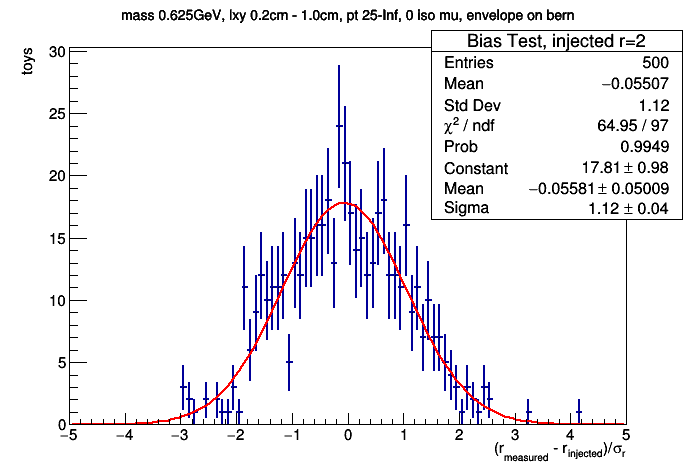 mass 0.625GeV, lxy 0.2cm - 1.0cm, pt 25-Inf, 0 Iso mu, envelope on bern
toys
Bias Test, injected r=2
Entries 500
Mean −0.05507
Std Dev 1.12
χ² / ndf 64.95 / 97
Prob 0.9949
Constant 17.81 ± 0.98
Mean −0.05581 ± 0.05009
Sigma 1.12 ± 0.04
30
25
20
15
10
5
0
−5 −4 −3 −2 −1 0 1 2 3 4 5
(r_measured - r_injected)/σ_r